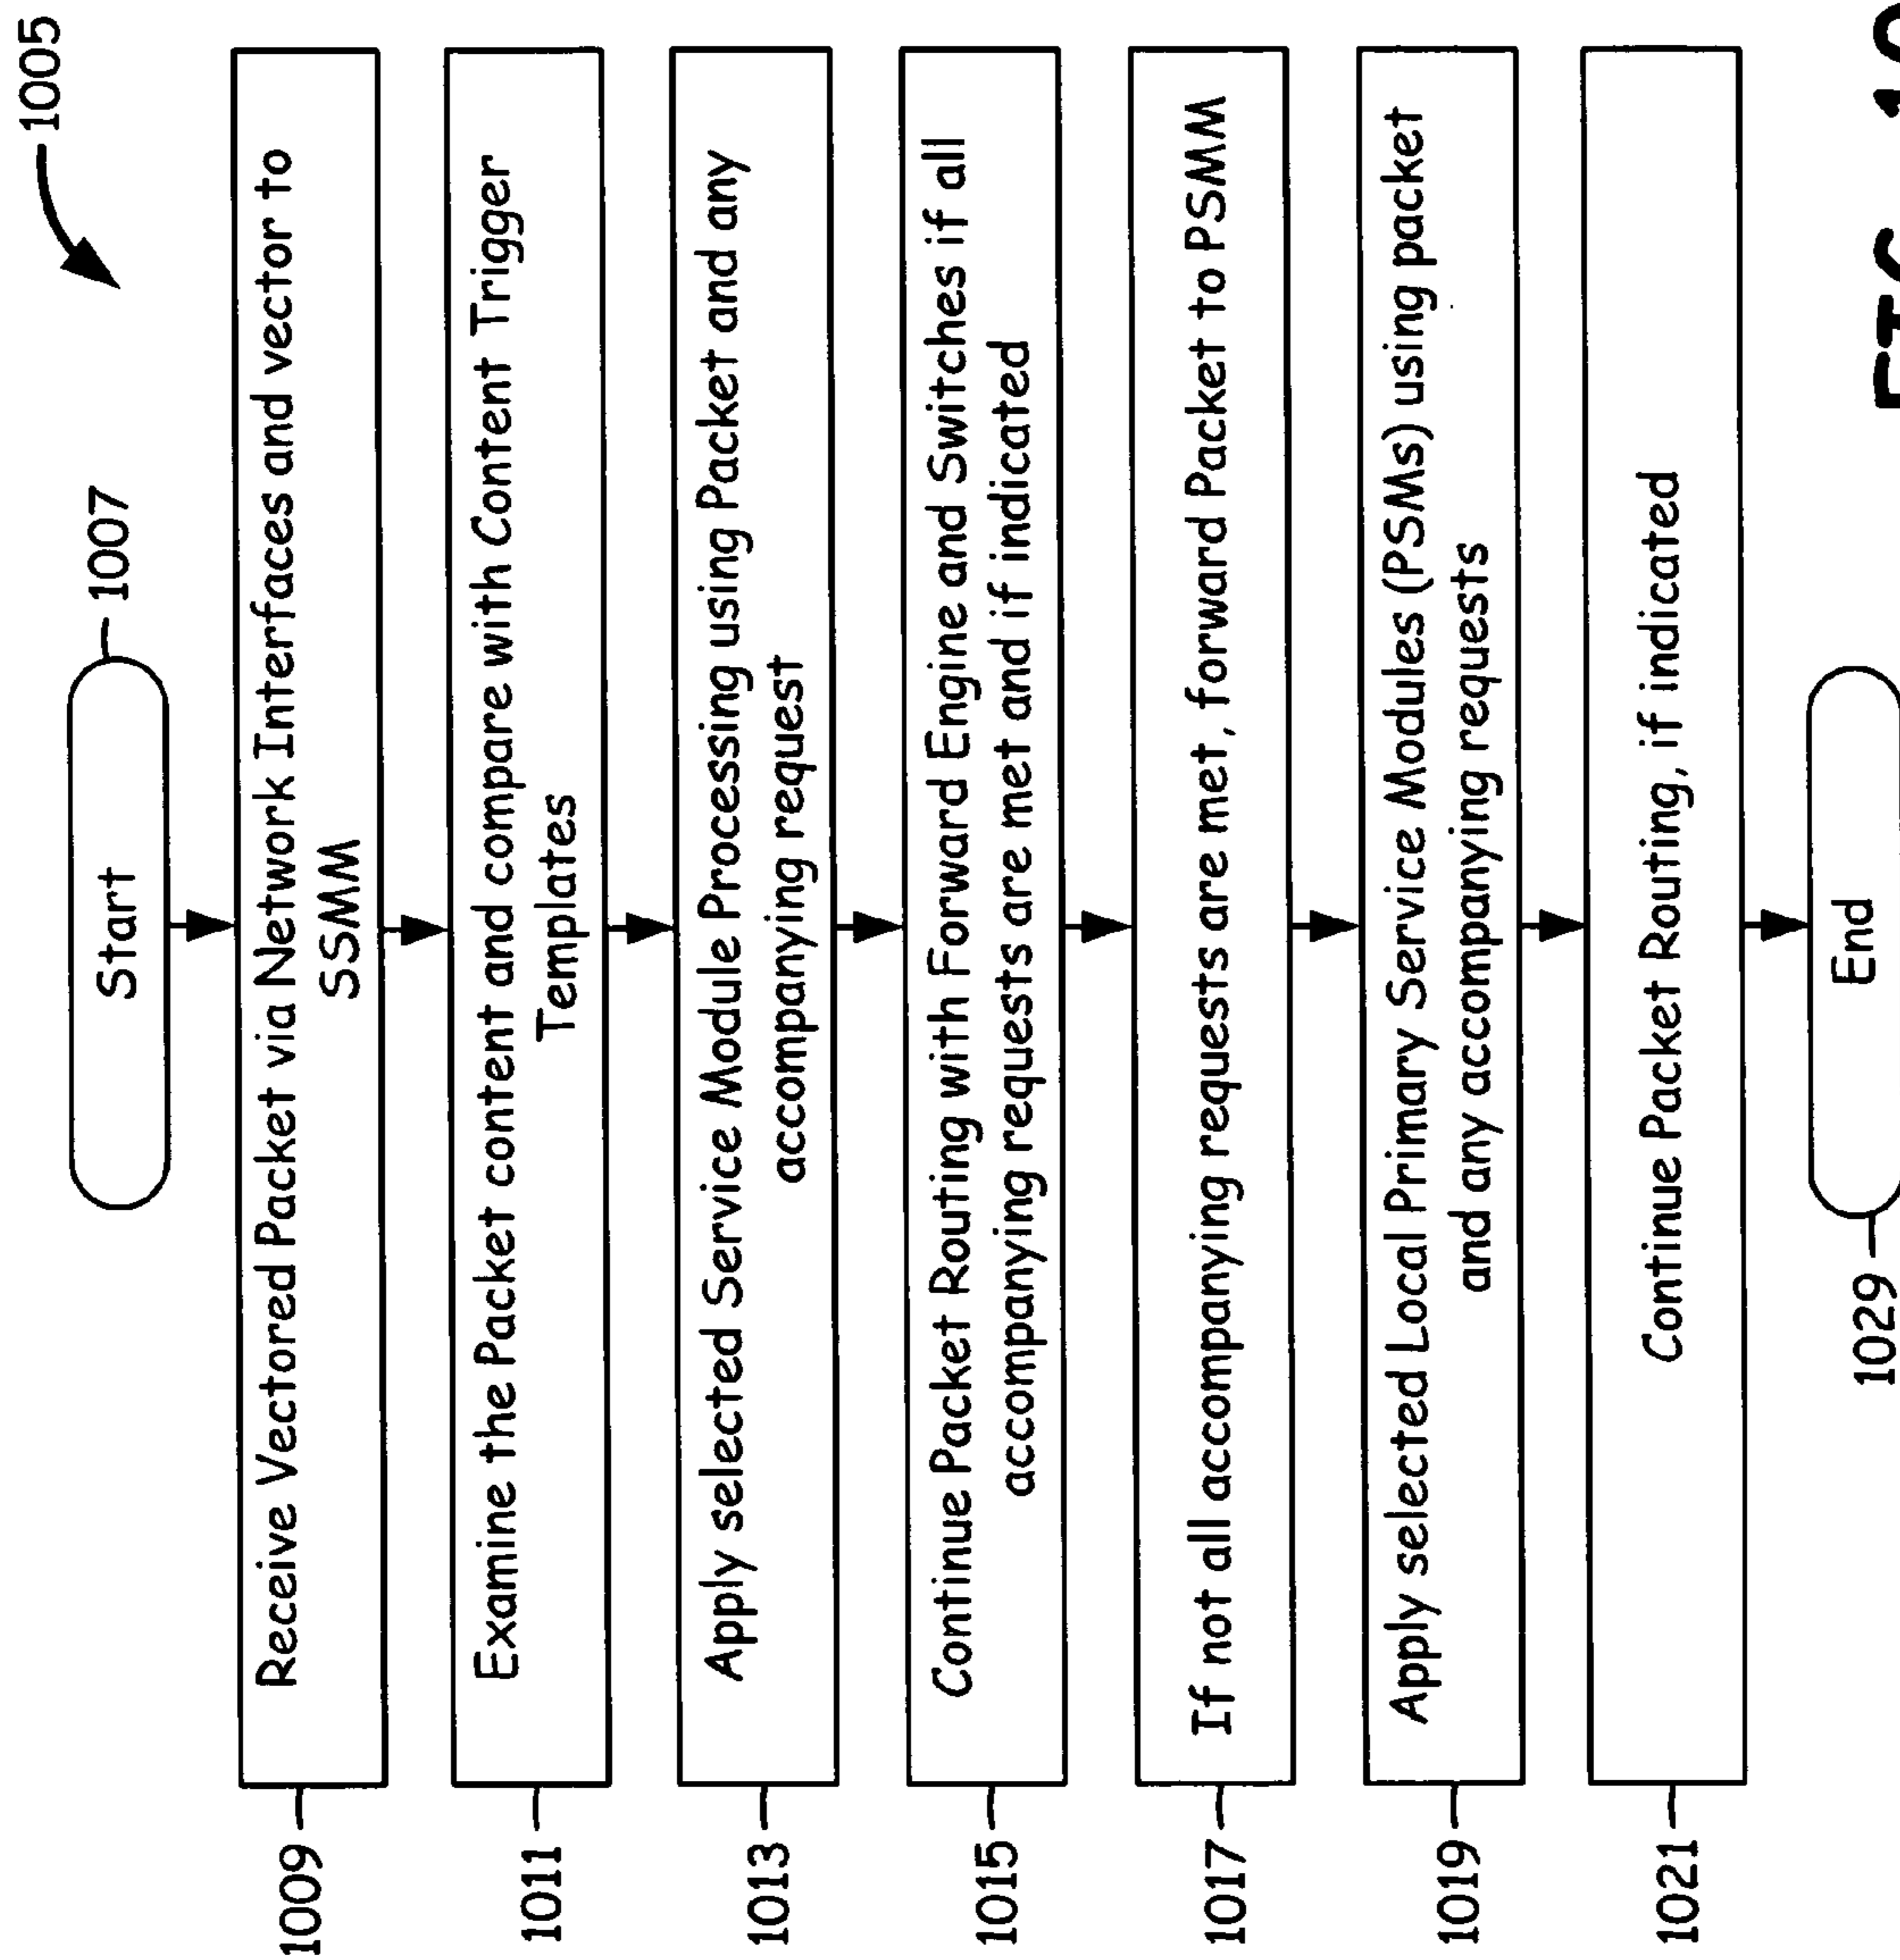 1005
Start
1007
1009
Receive Vectored Packet via Network Interfaces and vector to
SSMM
1011
Examine the Packet content and compare with Content Trigger
Templates
1013
Apply selected Service Module Processing using Packet and any
accompanying request
1015
Continue Packet Routing with Forward Engine and Switches if all
accompanying requests are met and if indicated
1017
If not all accompanying requests are met, forward Packet to PSMM
1019
Apply selected Local Primary Service Modules (PSMs) using packet
and any accompanying requests
1021
Continue Packet Routing, if indicated
1029
End